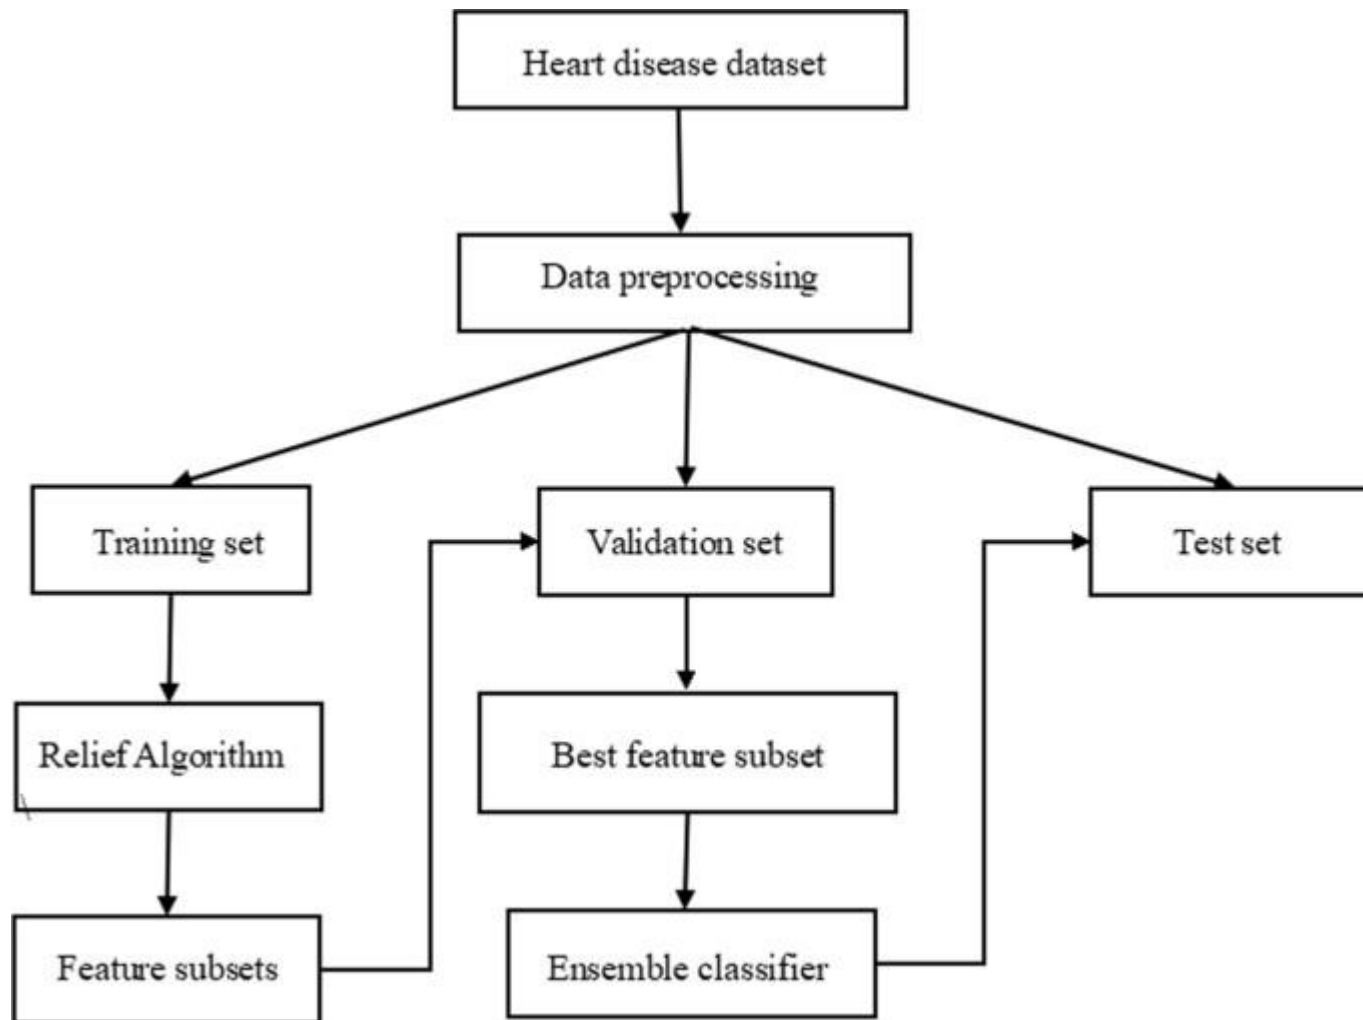 Heart disease dataset
Data preprocessing
Training set
Validation set
Test set
Relief Algorithm
Best feature subset
Feature subsets
Ensemble classifier